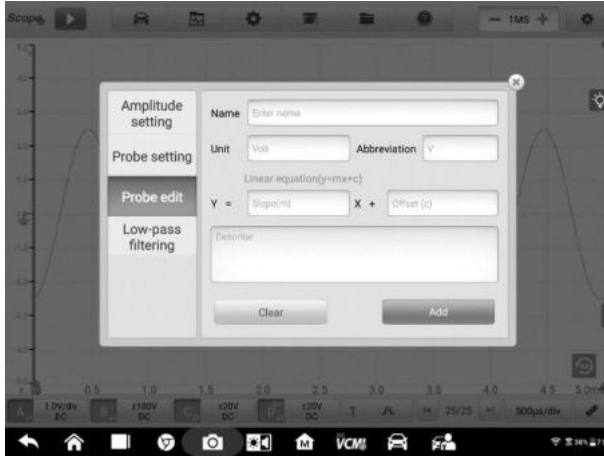 Scope
1MS
Amplitude setting
Probe setting
Probe edit
Low-pass filtering
Name
Enter name
Unit
Volt
Abbreviation
V
Linear equation(y=mx+c)
Y =
Slope(m)
X +
Offset (c)
Describe
Clear
Add
0.5 1.0 1.5 2.0 2.5 3.0 3.5 4.0 4.5 5.0m
A 1.0V/div DC
B ±100V DC
C ±20V DC
D ±20V DC
T
25/25
500μs/div
VCMI